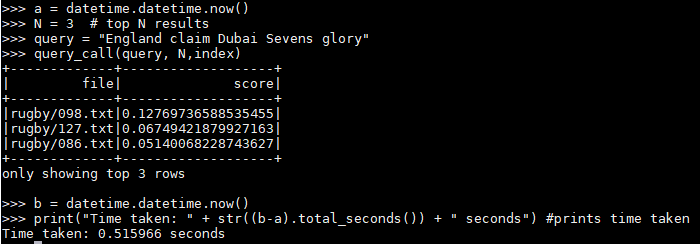 >>> a = datetime.datetime.now()
>>> N = 3  # top N results
>>> query = "England claim Dubai Sevens glory"
>>> query_call(query, N,index)
+-------------+-------------------+
|         file|              score|
+-------------+-------------------+
|rugby/098.txt|0.12769736588535455|
|rugby/127.txt|0.06749421879927163|
|rugby/086.txt|0.05140068228743627|
+-------------+-------------------+
only showing top 3 rows

>>> b = datetime.datetime.now()
>>> print("Time taken: " + str((b-a).total_seconds()) + " seconds") #prints time taken
Time taken: 0.515966 seconds